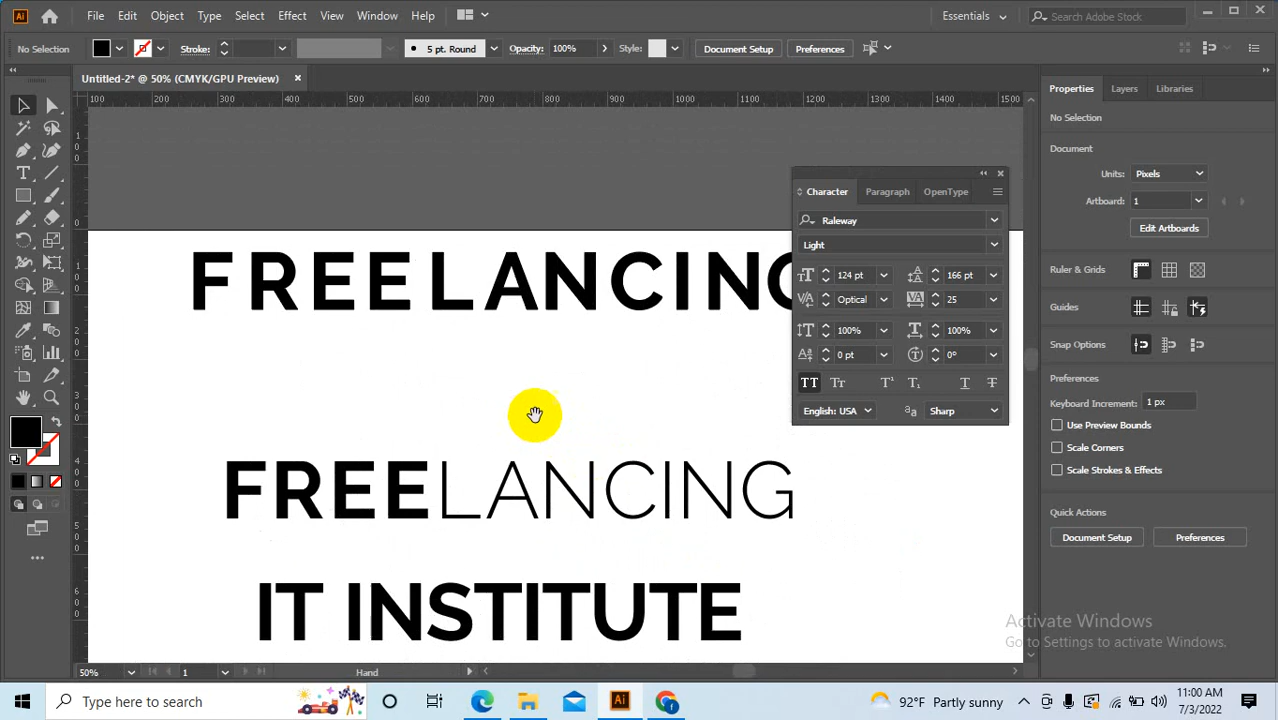 File Edit Object Type Select Effect View Window Help Essentials Search Adobe Stock
No Selection Stroke: 5 pt. Round Opacity: 100% Style: Document Setup Preferences
Untitled-2* @ 50% (CMYK/GPU Preview)
100 200 300 400 500 600 700 800 900 1000 1100 1200 1300 1400 1500
Properties Layers Libraries
No Selection
Document
Units: Pixels
Artboard: 1
Edit Artboards
Ruler & Grids
Guides
Snap Options
Preferences
Keyboard Increment: 1 px
Use Preview Bounds
Scale Corners
Scale Strokes & Effects
Quick Actions
Document Setup Preferences
Character Paragraph OpenType
Raleway
Light
124 pt 166 pt
Optical 25
100% 100%
0 pt 0°
English: USA Sharp
FREELANCING
FREELANCING
IT INSTITUTE
Activate Windows
Go to Settings to activate Windows.
50% 1 Hand
Type here to search 92°F Partly sunny 11:00 AM
7/3/2022